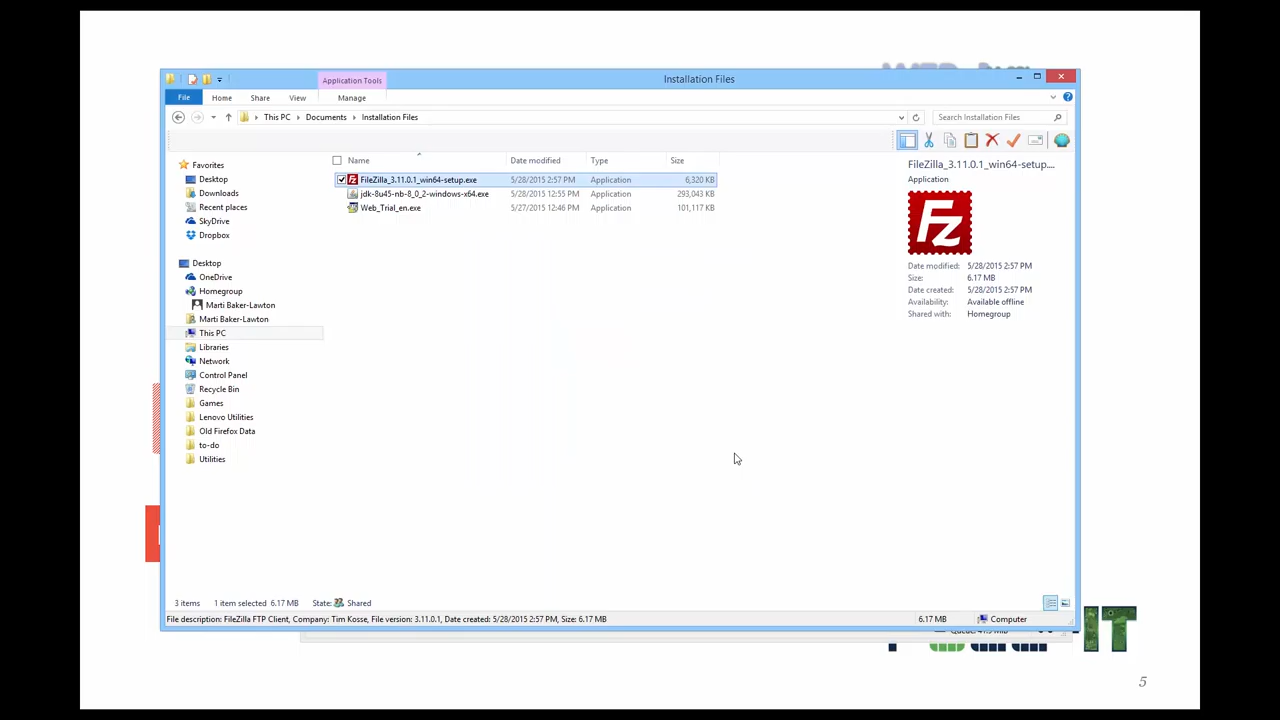 Application Tools
Installation Files
File Home Share View Manage
This PC Documents Installation Files
Search Installation Files
Name Date modified Type Size
FileZilla_3.11.0.1_win64-setup.exe 5/28/2015 2:57 PM Application 6,320 KB
jdk-8u45-nb-8_0_2-windows-x64.exe 5/28/2015 12:55 PM Application 293,043 KB
Web_Trial_en.exe 5/27/2015 12:46 PM Application 101,117 KB
Favorites
Desktop
Downloads
Recent places
SkyDrive
Dropbox
Desktop
OneDrive
Homegroup
Marti Baker-Lawton
Marti Baker-Lawton
This PC
Libraries
Network
Control Panel
Recycle Bin
Games
Lenovo Utilities
Old Firefox Data
to-do
Utilities
FileZilla_3.11.0.1_win64-setup....
Application
Fz
Date modified: 5/28/2015 2:57 PM
Size: 6.17 MB
Date created: 5/28/2015 2:57 PM
Availability: Available offline
Shared with: Homegroup
3 items 1 item selected 6.17 MB State: Shared
File description: FileZilla FTP Client, Company: Tim Kosse, File version: 3.11.0.1, Date created: 5/28/2015 2:57 PM, Size: 6.17 MB 6.17 MB Computer
IT
5